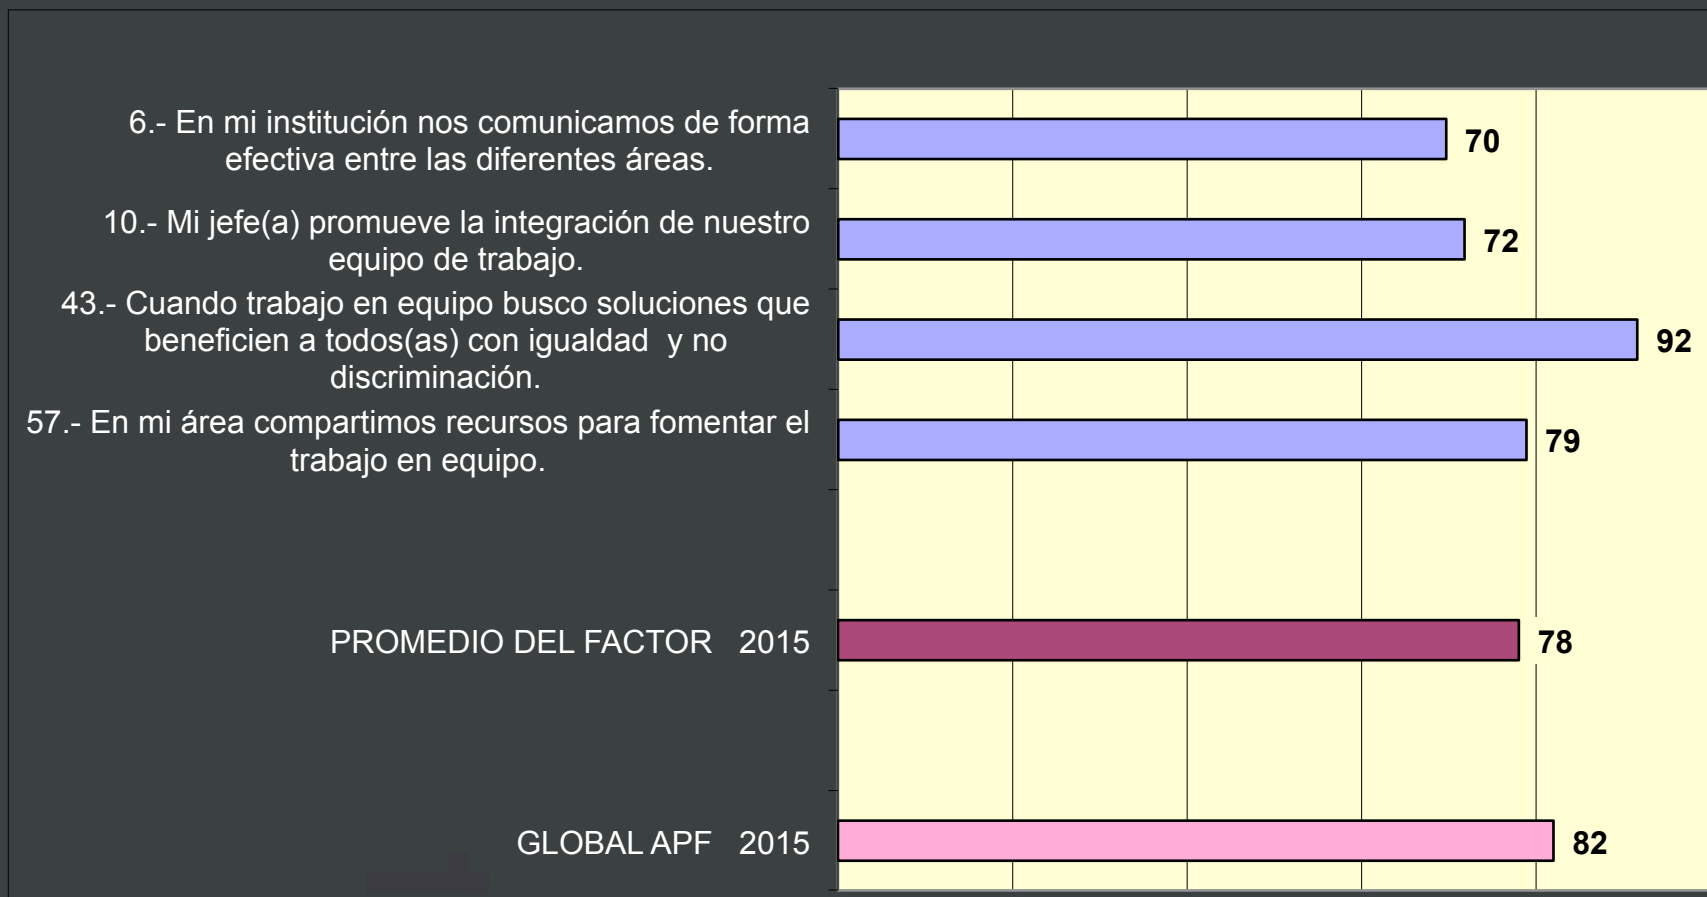 6.- En mi institución nos comunicamos de forma
efectiva entre las diferentes áreas.
70
10.- Mi jefe(a) promueve la integración de nuestro
equipo de trabajo.
72
43.- Cuando trabajo en equipo busco soluciones que
beneficien a todos(as) con igualdad  y no
discriminación.
92
57.- En mi área compartimos recursos para fomentar el
trabajo en equipo.
79
PROMEDIO DEL FACTOR   2015
78
GLOBAL APF   2015
82